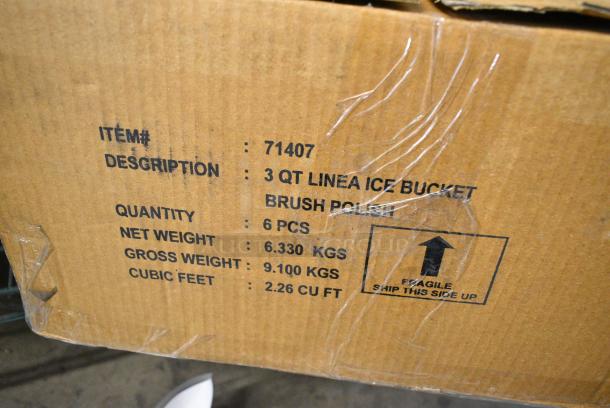 ITEM# : 71407
DESCRIPTION : 3 QT LINEA ICE BUCKET
BRUSH POLISH
QUANTITY : 6 PCS
NET WEIGHT : 6.330 KGS
GROSS WEIGHT : 9.100 KGS
CUBIC FEET : 2.26 CU FT
FRAGILE
SHIP THIS SIDE UP